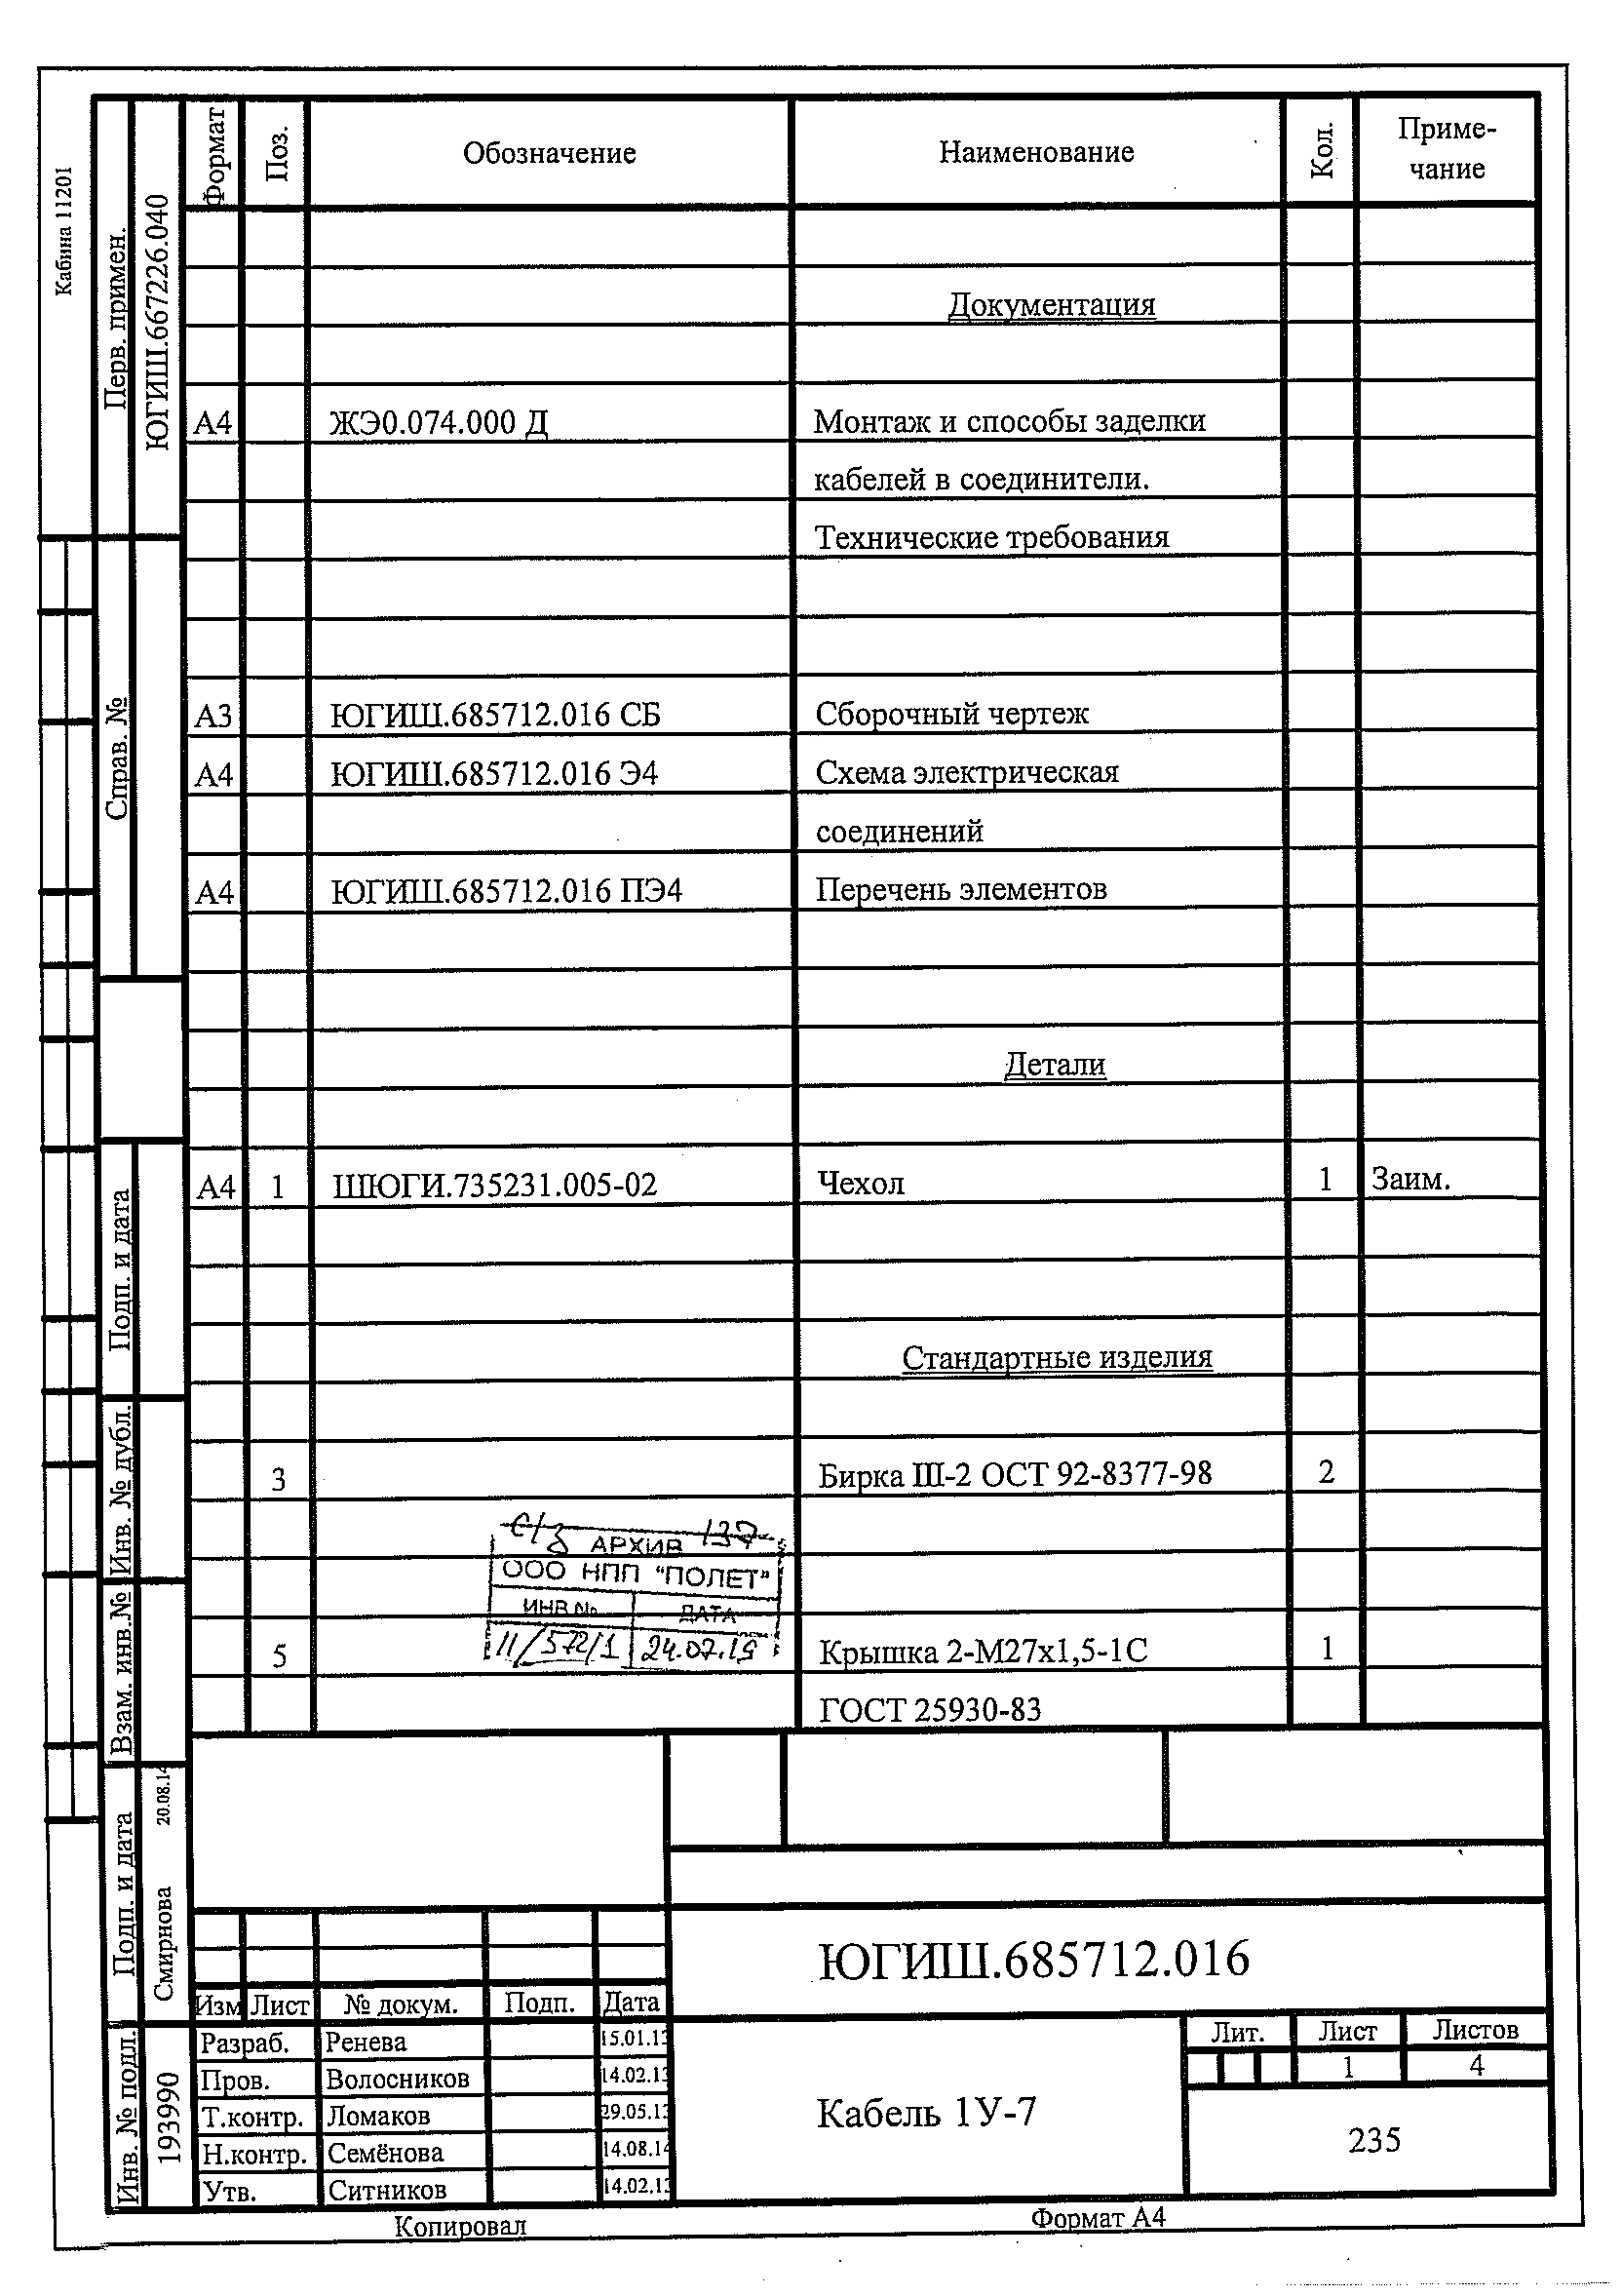 Кабина 11201
Перв. примен.
ЮГИШ.667226.040
Справ. №
Подп. и дата
Инв. № дубл.
Взам. инв.№
Подп. и дата
Смирнова 20.08.14
Инв. № подл.
193990
Формат Поз. Обозначение Наименование Кол. Приме-
чание
Документация
А4 ЖЭ0.074.000 Д Монтаж и способы заделки
кабелей в соединители.
Технические требования
А3 ЮГИШ.685712.016 СБ Сборочный чертеж
А4 ЮГИШ.685712.016 Э4 Схема электрическая
соединений
А4 ЮГИШ.685712.016 ПЭ4 Перечень элементов
Детали
А4 1 ШЮГИ.735231.005-02 Чехол 1 Заим.
Стандартные изделия
3 Бирка Ш-2 ОСТ 92-8377-98 2
с/з 137
АРХИВ
ООО НПП "ПОЛЕТ"
ИНВ.№ ДАТА
11/572/1 24.07.19
5 Крышка 2-М27х1,5-1С 1
ГОСТ 25930-83
ЮГИШ.685712.016
Изм Лист № докум. Подп. Дата
Разраб. Ренева 15.01.13
Пров. Волосников 14.02.13
Т.контр. Ломаков 29.05.13
Н.контр. Семёнова 14.08.14
Утв. Ситников 14.02.13
Кабель 1У-7
Лит. Лист Листов
1 4
235
Копировал Формат А4